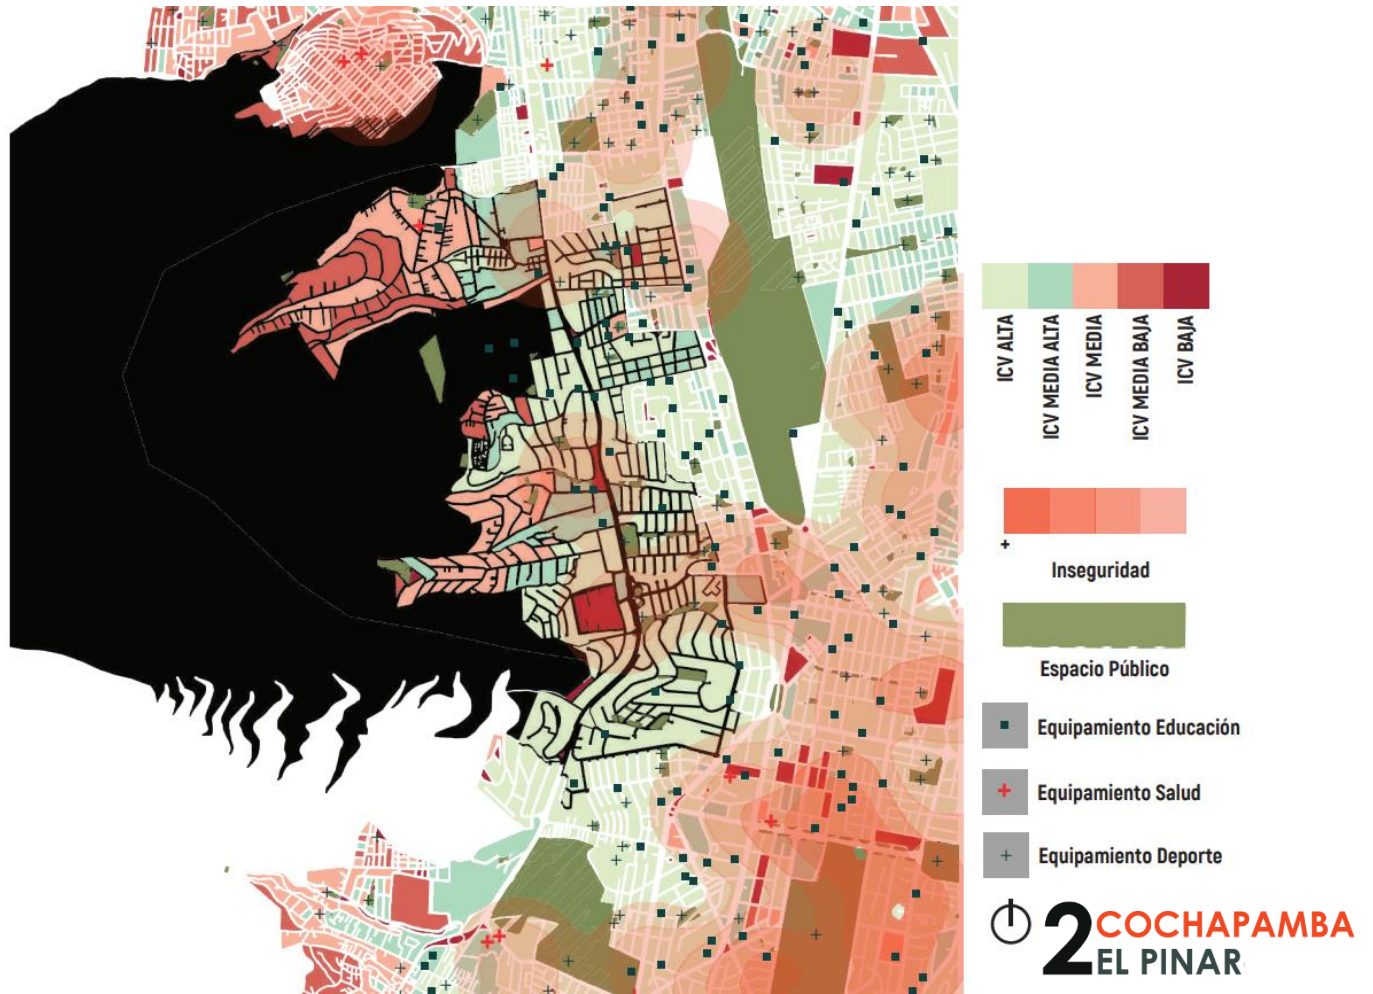 ICV ALTA
ICV MEDIA ALTA
ICV MEDIA
ICV MEDIA BAJA
ICV BAJA
+
Inseguridad
Espacio Público
Equipamiento Educación
Equipamiento Salud
Equipamiento Deporte
2 COCHAPAMBA
EL PINAR